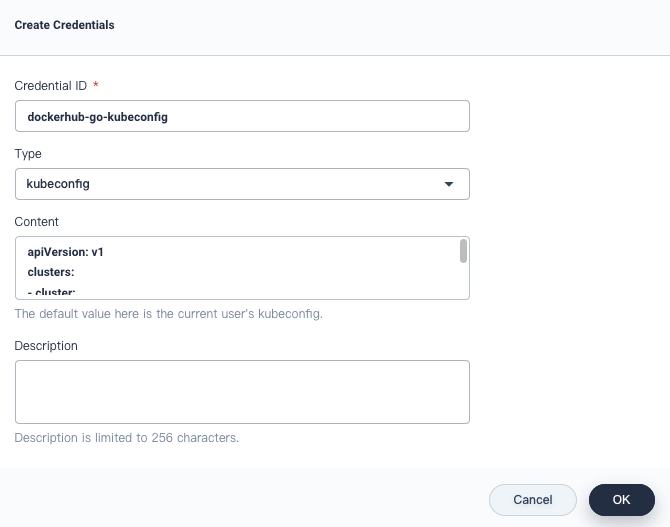 Create Credentials
Credential ID *
dockerhub-go-kubeconfig
Type
kubeconfig
Content
apiVersion: v1
clusters:
- cluster:
The default value here is the current user's kubeconfig.
Description
Description is limited to 256 characters.
Cancel OK